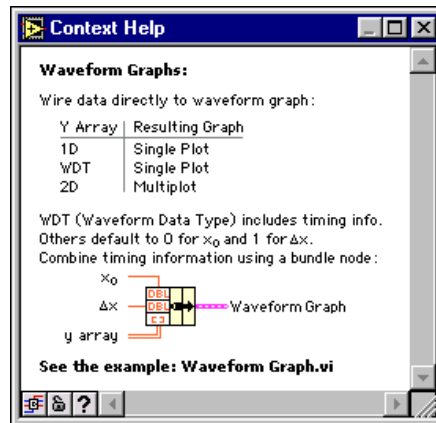 Context Help
Waveform Graphs:
Wire data directly to waveform graph:
Y Array Resulting Graph
1D Single Plot
WDT Single Plot
2D Multiplot
WDT (Waveform Data Type) includes timing info.
Others default to 0 for x₀ and 1 for Δx.
Combine timing information using a bundle node:
x₀
DBL
Δx DBL Waveform Graph
y array
See the example: Waveform Graph.vi
?